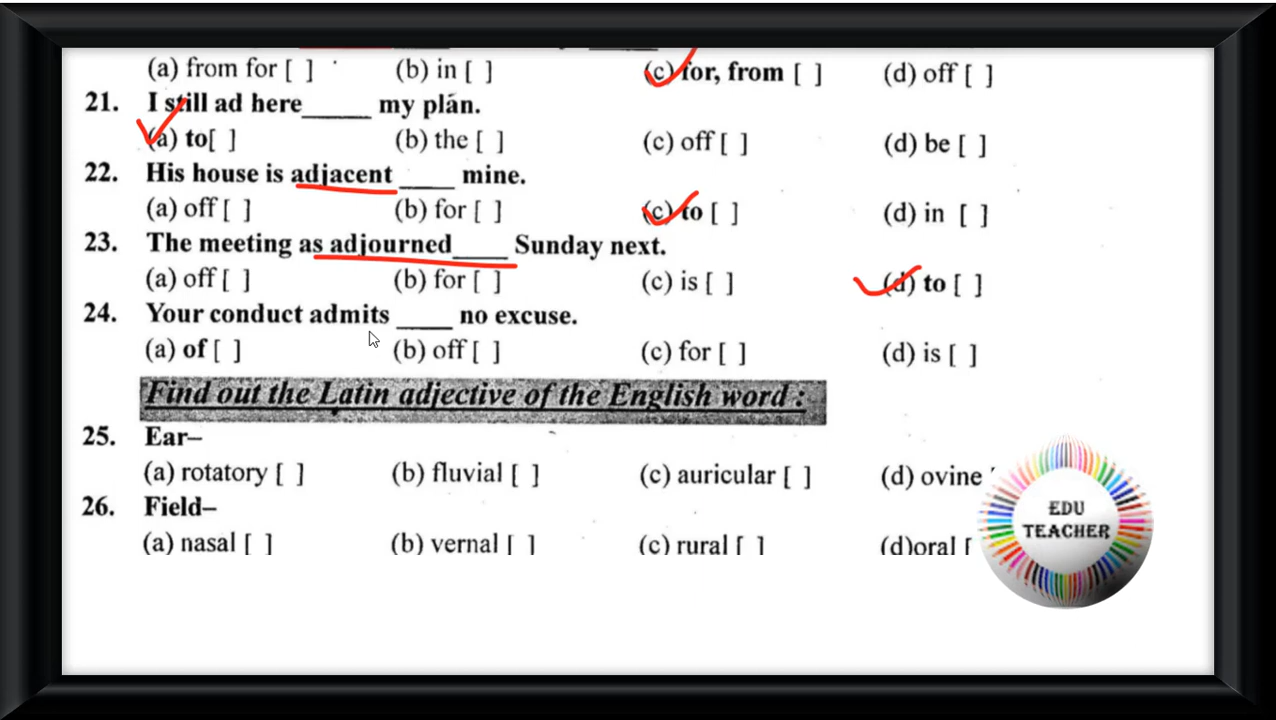 (a) from for [ ] (b) in [ ] (c) for, from [ ] (d) off [ ]
21. I still ad here_____ my plán.
(a) to[ ] (b) the [ ] (c) off [ ] (d) be [ ]
22. His house is adjacent ____ mine.
(a) off [ ] (b) for [ ] (c) to [ ] (d) in [ ]
23. The meeting as adjourned____ Sunday next.
(a) off [ ] (b) for [ ] (c) is [ ] (d) to [ ]
24. Your conduct admits ____ no excuse.
(a) of [ ] (b) off [ ] (c) for [ ] (d) is [ ]
Find out the Latin adjective of the English word :
25. Ear–
(a) rotatory [ ] (b) fluvial [ ] (c) auricular [ ] (d) ovine
26. Field–
(a) nasal [ ] (b) vernal [ ] (c) rural [ ] (d)oral [
EDU
TEACHER